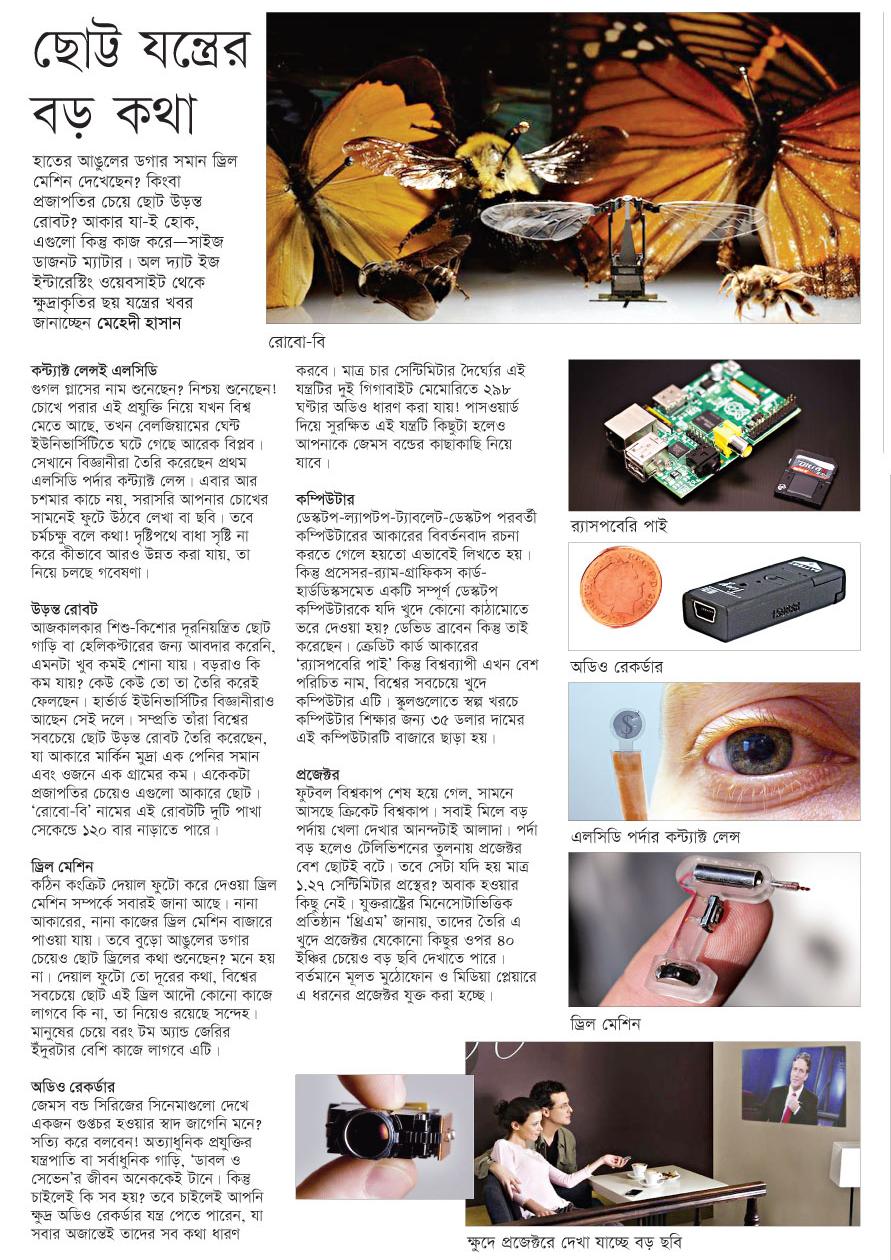 ছোট্ট যন্ত্রের
বড় কথা
হাতের আঙুলের ডগার সমান ড্রিল
মেশিন দেখেছেন? কিংবা
প্রজাপতির চেয়ে ছোট উড়ন্ত
রোবট? আকার যা-ই হোক,
এগুলো কিন্তু কাজ করে—সাইজ
ডাজনট ম্যাটার। অল দ্যাট ইজ
ইন্টারেস্টিং ওয়েবসাইট থেকে
ক্ষুদ্রাকৃতির ছয় যন্ত্রের খবর
জানাচ্ছেন মেহেদী হাসান
রোবো-বি
কন্ট্যাক্ট লেন্সই এলসিডি
গুগল গ্লাসের নাম শুনেছেন? নিশ্চয় শুনেছেন!
চোখে পরার এই প্রযুক্তি নিয়ে যখন বিশ্ব
মেতে আছে, তখন বেলজিয়ামের ঘেন্ট
ইউনিভার্সিটিতে ঘটে গেছে আরেক বিপ্লব।
সেখানে বিজ্ঞানীরা তৈরি করেছেন প্রথম
এলসিডি পর্দার কন্ট্যাক্ট লেন্স। এবার আর
চশমার কাচে নয়, সরাসরি আপনার চোখের
সামনেই ফুটে উঠবে লেখা বা ছবি। তবে
চর্মচক্ষু বলে কথা! দৃষ্টিপথে বাধা সৃষ্টি না
করে কীভাবে আরও উন্নত করা যায়, তা
নিয়ে চলছে গবেষণা।
উড়ন্ত রোবট
আজকালকার শিশু-কিশোর দূরনিয়ন্ত্রিত ছোট
গাড়ি বা হেলিকপ্টারের জন্য আবদার করেনি,
এমনটা খুব কমই শোনা যায়। বড়রাও কি
কম যায়? কেউ কেউ তো তা তৈরি করেই
ফেলছেন। হার্ভার্ড ইউনিভার্সিটির বিজ্ঞানীরাও
আছেন সেই দলে। সম্প্রতি তাঁরা বিশ্বের
সবচেয়ে ছোট উড়ন্ত রোবট তৈরি করেছেন,
যা আকারে মার্কিন মুদ্রা এক পেনির সমান
এবং ওজনে এক গ্রামের কম। একেকটা
প্রজাপতির চেয়েও এগুলো আকারে ছোট।
‘রোবো-বি’ নামের এই রোবটটি দুটি পাখা
সেকেন্ডে ১২০ বার নাড়াতে পারে।
ড্রিল মেশিন
কঠিন কংক্রিট দেয়াল ফুটো করে দেওয়া ড্রিল
মেশিন সম্পর্কে সবারই জানা আছে। নানা
আকারের, নানা কাজের ড্রিল মেশিন বাজারে
পাওয়া যায়। তবে বুড়ো আঙুলের ডগার
চেয়েও ছোট ড্রিলের কথা শুনেছেন? মনে হয়
না। দেয়াল ফুটো তো দূরের কথা, বিশ্বের
সবচেয়ে ছোট এই ড্রিল আদৌ কোনো কাজে
লাগবে কি না, তা নিয়েও রয়েছে সন্দেহ।
মানুষের চেয়ে বরং টম অ্যান্ড জেরির
ইঁদুরটার বেশি কাজে লাগবে এটি।
অডিও রেকর্ডার
জেমস বন্ড সিরিজের সিনেমাগুলো দেখে
একজন গুপ্তচর হওয়ার স্বাদ জাগেনি মনে?
সত্যি করে বলবেন! অত্যাধুনিক প্রযুক্তির
যন্ত্রপাতি বা সর্বাধুনিক গাড়ি, ‘ডাবল ও
সেভেন’র জীবন অনেককেই টানে। কিন্তু
চাইলেই কি সব হয়? তবে চাইলেই আপনি
ক্ষুদ্র অডিও রেকর্ডার যন্ত্র পেতে পারেন, যা
সবার অজান্তেই তাদের সব কথা ধারণ
করবে। মাত্র চার সেন্টিমিটার দৈর্ঘ্যের এই
যন্ত্রটির দুই গিগাবাইট মেমোরিতে ২৯৮
ঘণ্টার অডিও ধারণ করা যায়! পাসওয়ার্ড
দিয়ে সুরক্ষিত এই যন্ত্রটি কিছুটা হলেও
আপনাকে জেমস বন্ডের কাছাকাছি নিয়ে
যাবে।
কম্পিউটার
ডেস্কটপ-ল্যাপটপ-ট্যাবলেট-ডেস্কটপ পরবর্তী
কম্পিউটারের আকারের বিবর্তনবাদ রচনা
করতে গেলে হয়তো এভাবেই লিখতে হয়।
কিন্তু প্রসেসর-র‍্যাম-গ্রাফিকস কার্ড-
হার্ডডিস্কসমেত একটি সম্পূর্ণ ডেস্কটপ
কম্পিউটারকে যদি খুদে কোনো কাঠামোতে
ভরে দেওয়া হয়? ডেভিড ব্রাবেন কিন্তু তাই
করেছেন। ক্রেডিট কার্ড আকারের
‘র‍্যাসপবেরি পাই’ কিন্তু বিশ্বব্যাপী এখন বেশ
পরিচিত নাম, বিশ্বের সবচেয়ে খুদে
কম্পিউটার এটি। স্কুলগুলোতে স্বল্প খরচে
কম্পিউটার শিক্ষার জন্য ৩৫ ডলার দামের
এই কম্পিউটারটি বাজারে ছাড়া হয়।
প্রজেক্টর
ফুটবল বিশ্বকাপ শেষ হয়ে গেল, সামনে
আসছে ক্রিকেট বিশ্বকাপ। সবাই মিলে বড়
পর্দায় খেলা দেখার আনন্দটাই আলাদা। পর্দা
বড় হলেও টেলিভিশনের তুলনায় প্রজেক্টর
বেশ ছোটই বটে। তবে সেটা যদি হয় মাত্র
১.২৭ সেন্টিমিটার প্রস্থের? অবাক হওয়ার
কিছু নেই। যুক্তরাষ্ট্রের মিনেসোটাভিত্তিক
প্রতিষ্ঠান ‘থ্রিএম’ জানায়, তাদের তৈরি এ
খুদে প্রজেক্টর যেকোনো কিছুর ওপর ৪০
ইঞ্চির চেয়েও বড় ছবি দেখাতে পারে।
বর্তমানে মূলত মুঠোফোন ও মিডিয়া প্লেয়ারে
এ ধরনের প্রজেক্টর যুক্ত করা হচ্ছে।
র‍্যাসপবেরি পাই
অডিও রেকর্ডার
এলসিডি পর্দার কন্ট্যাক্ট লেন্স
ড্রিল মেশিন
ক্ষুদে প্রজেক্টরে দেখা যাচ্ছে বড় ছবি